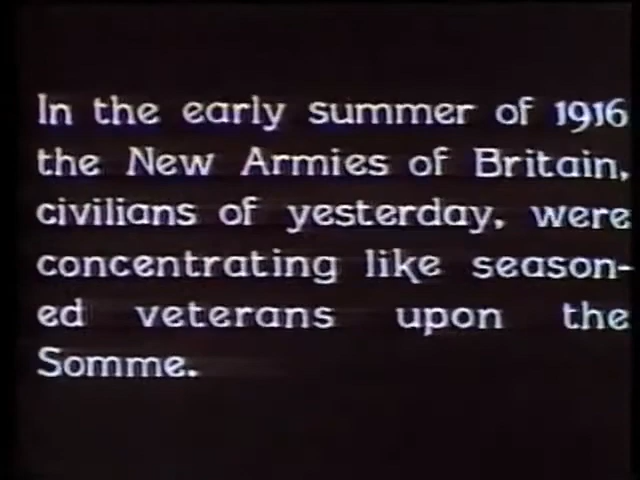 In the early summer of 1916
the New Armies of Britain,
civilians of yesterday, were
concentrating like season-
ed veterans upon the
Somme.